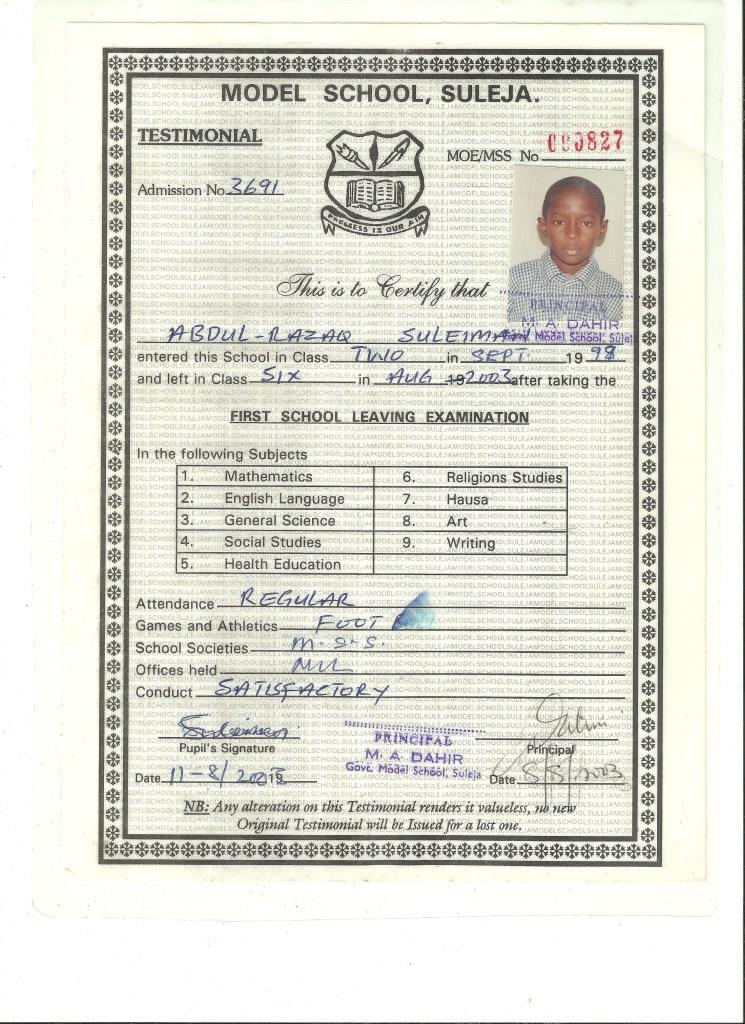 MODEL SCHOOL, SULEJA.
TESTIMONIAL
MOE/MSS No 090827
Admission No 3691
PROGRESS IS OUR AIM
This is to Certify that
PRINCIPAL
M. A. DAHIR
Govt. Model School, Suleja
ABDUL-RAZAQ SULEIMAN
entered this School in Class TWO in SEPT 1998
and left in Class SIX in AUG 192003 after taking the
FIRST SCHOOL LEAVING EXAMINATION
In the following Subjects
1. Mathematics 6. Religions Studies
2. English Language 7. Hausa
3. General Science 8. Art
4. Social Studies 9. Writing
5. Health Education
Attendance REGULAR
Games and Athletics FOOT
School Societies M.S.S.
Offices held NIL
Conduct SATISFACTORY
Suleiman
Pupil's Signature
PRINCIPAL
M. A. DAHIR
Govt. Model School, Suleja
Principal
Date 11-8/2003 Date 8/8/2003
NB: Any alteration on this Testimonial renders it valueless, no new
Original Testimonial will be Issued for a lost one.